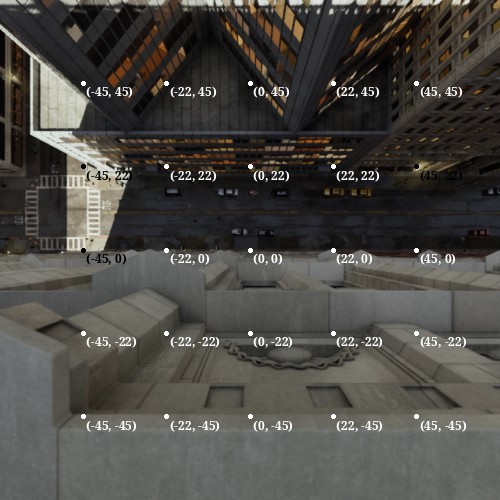 (-45, 45) (-22, 45) (0, 45) (22, 45) (45, 45)
(-45, 22) (-22, 22) (0, 22) (22, 22) (45, 22)
(-45, 0) (-22, 0) (0, 0) (22, 0) (45, 0)
(-45, -22) (-22, -22) (0, -22) (22, -22) (45, -22)
(-45, -45) (-22, -45) (0, -45) (22, -45) (45, -45)